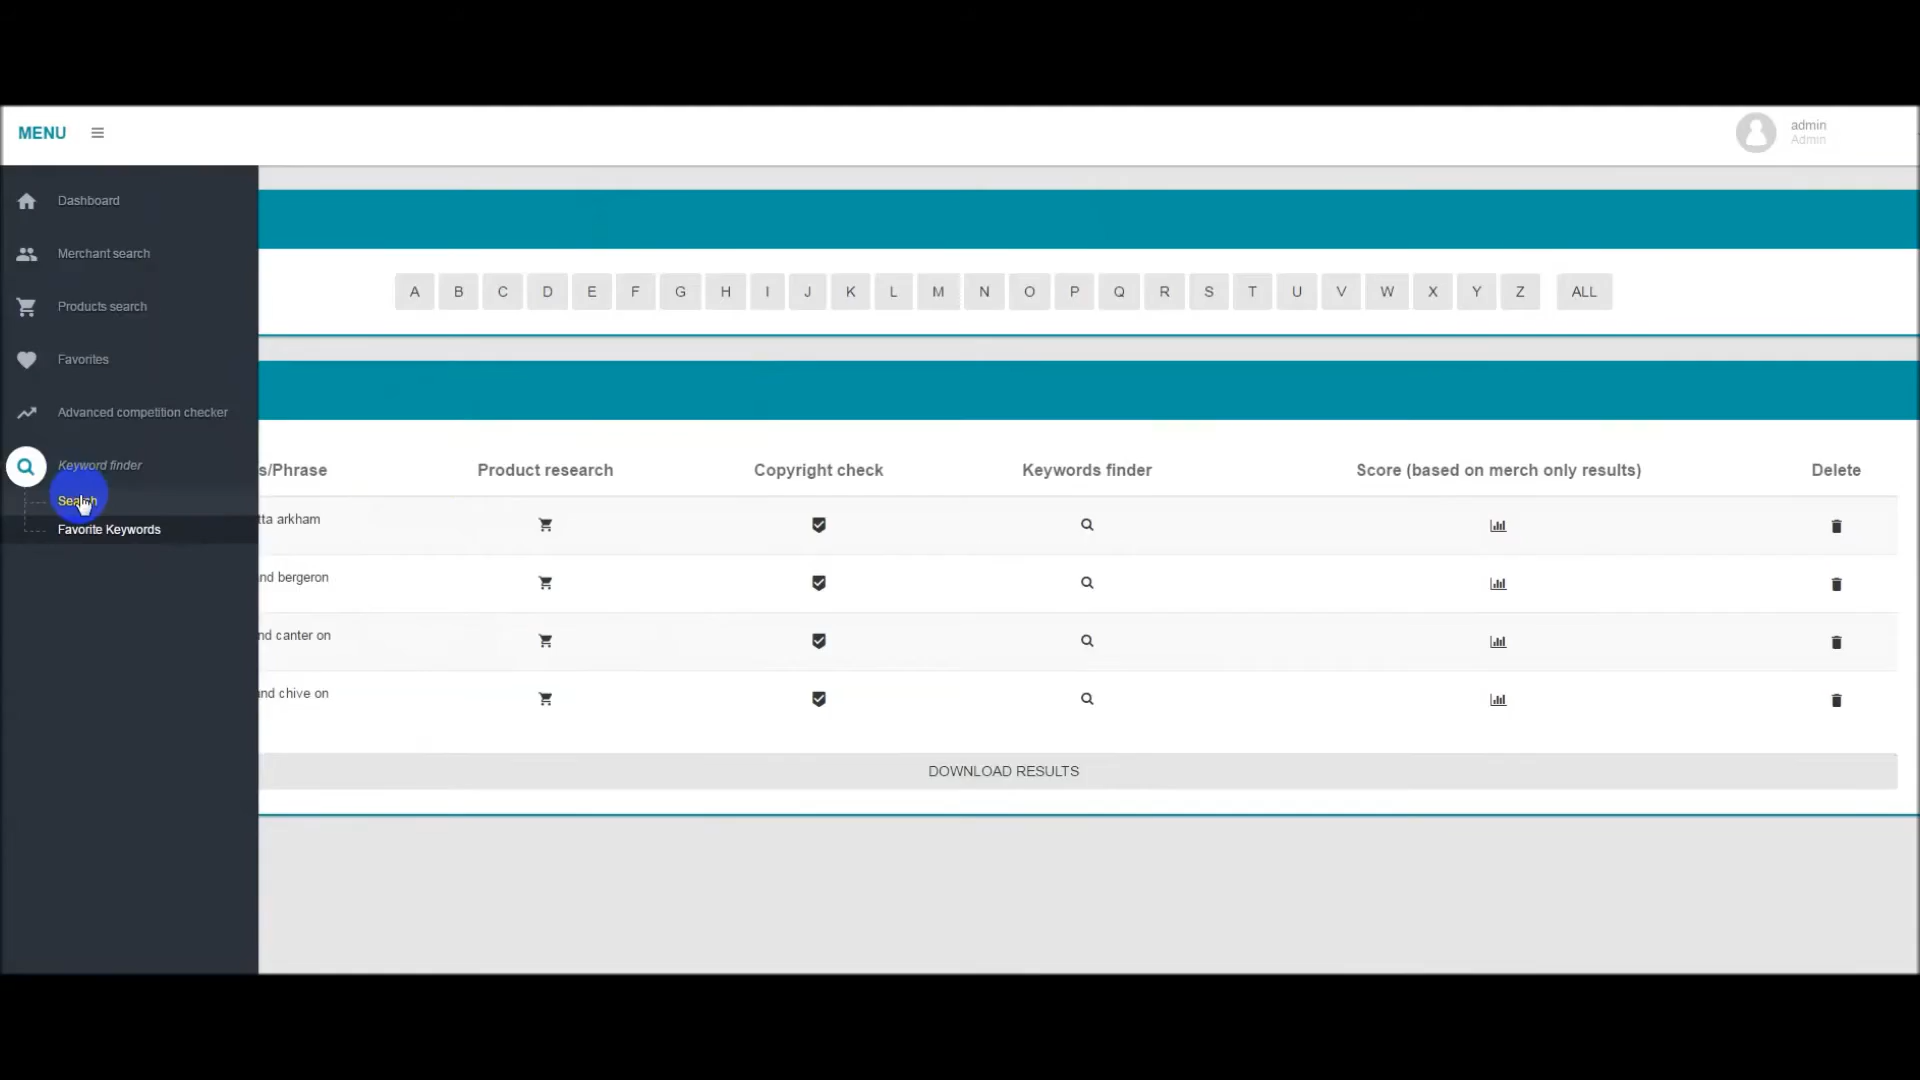 MENU
admin
Admin
Dashboard
Merchant search
Products search
Favorites
Advanced competition checker
Keyword finder
Search
Favorite Keywords
A B C D E F G H I J K L M N O P Q R S T U V W X Y Z ALL
s/Phrase Product research Copyright check Keywords finder Score (based on merch only results) Delete
tta arkham
nd bergeron
nd canter on
and chive on
DOWNLOAD RESULTS